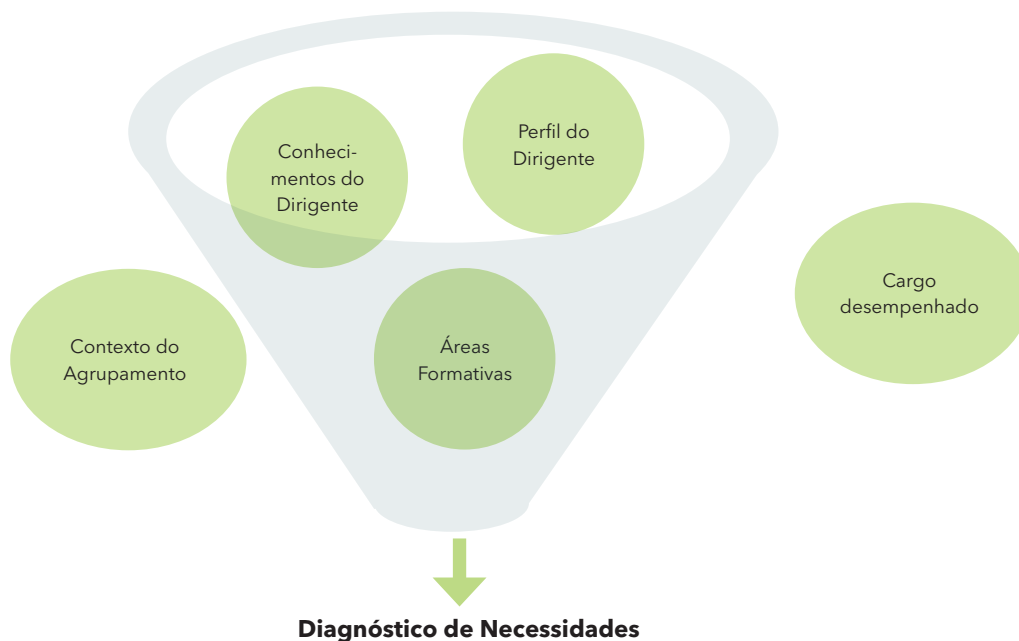 Perfil do
Dirigente
Conheci-
mentos do
Dirigente
Cargo
desempenhado
Contexto do
Agrupamento
Áreas
Formativas
Diagnóstico de Necessidades